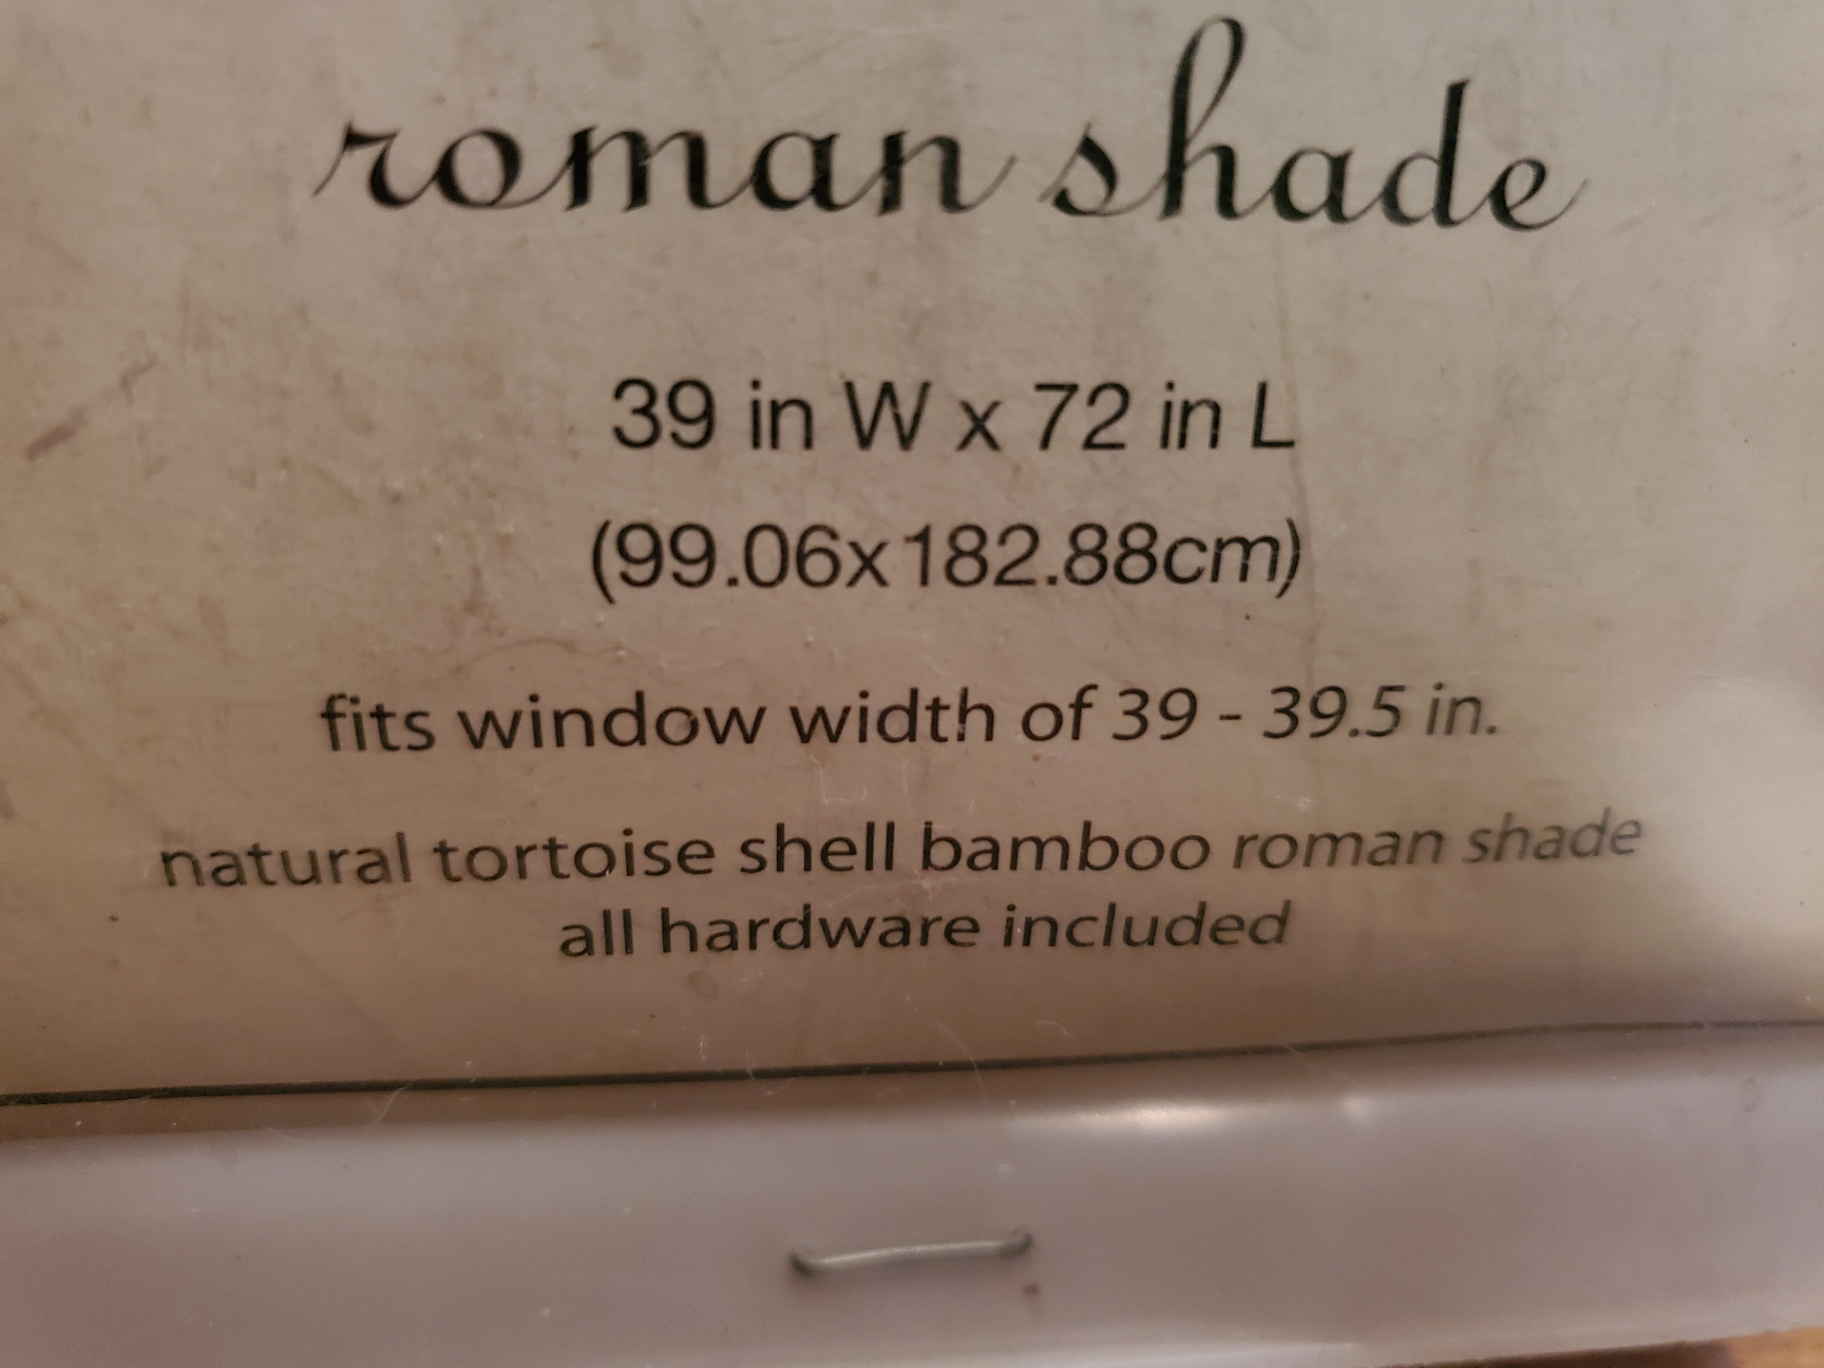 roman shade
39 in W x 72 in L
(99.06x182.88cm)
fits window width of 39 - 39.5 in.
natural tortoise shell bamboo roman shade
all hardware included